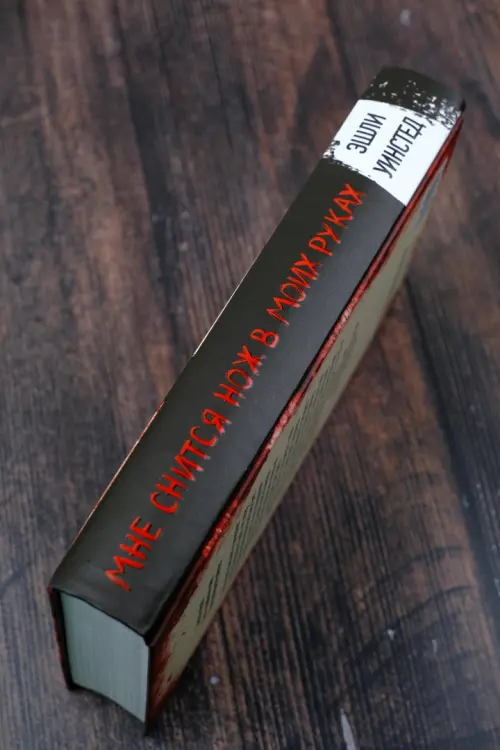 ЭШЛИ
УИНСТЕД
МНЕ СНИТСЯ НОЖ В МОИХ РУКАХ